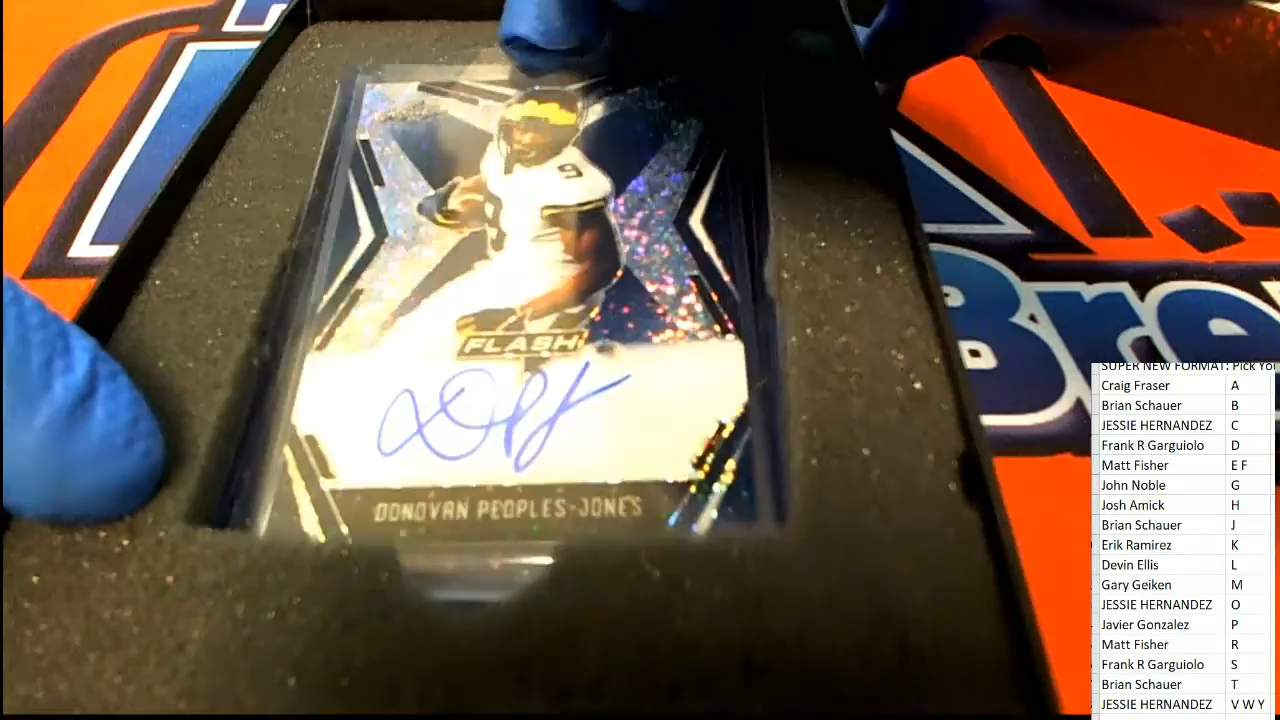 9
FLASH
DONOVAN PEOPLES-JONES
Bre
SUPER NEW FORMAT: Pick Yo
Craig Fraser A
Brian Schauer B
JESSIE HERNANDEZ C
Frank R Garguiolo D
Matt Fisher E F
John Noble G
Josh Amick H
Brian Schauer J
Erik Ramirez K
Devin Ellis L
Gary Geiken M
JESSIE HERNANDEZ O
Javier Gonzalez P
Matt Fisher R
Frank R Garguiolo S
Brian Schauer T
JESSIE HERNANDEZ V W Y